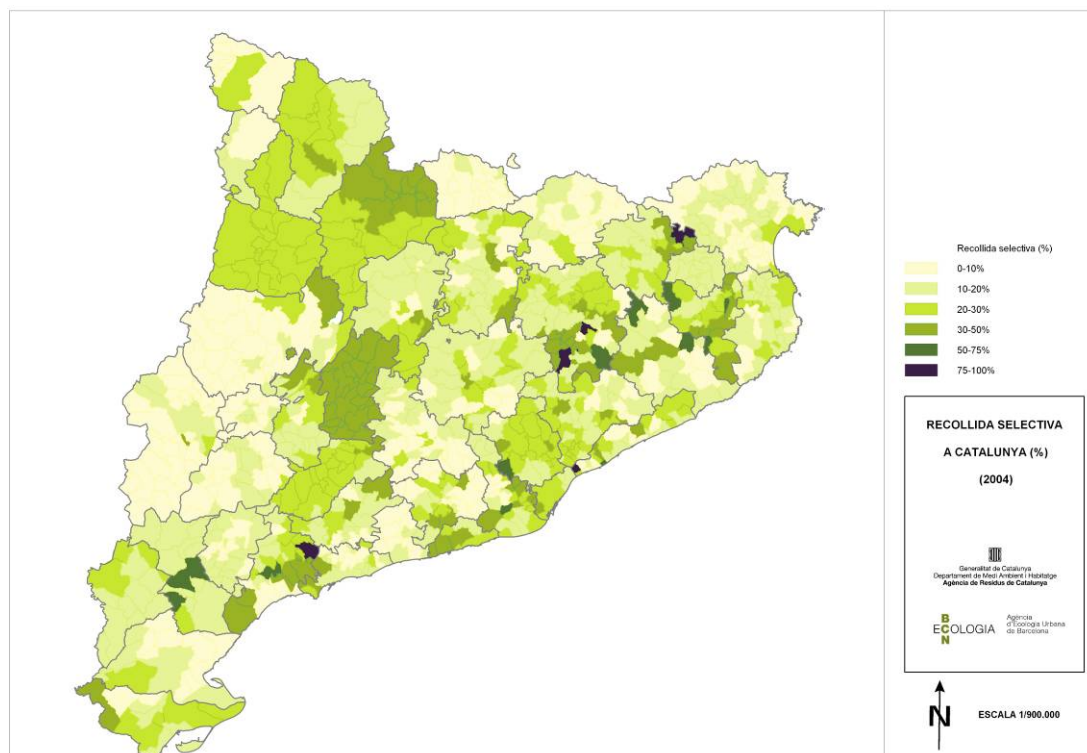 Recollida selectiva (%)
0-10%
10-20%
20-30%
30-50%
50-75%
75-100%
RECOLLIDA SELECTIVA
A CATALUNYA (%)
(2004)
Generalitat de Catalunya
Departament de Medi Ambient i Habitatge
Agència de Residus de Catalunya
BCN
ECOLOGIA
Agència
d'Ecologia Urbana
de Barcelona
N
ESCALA 1/900.000